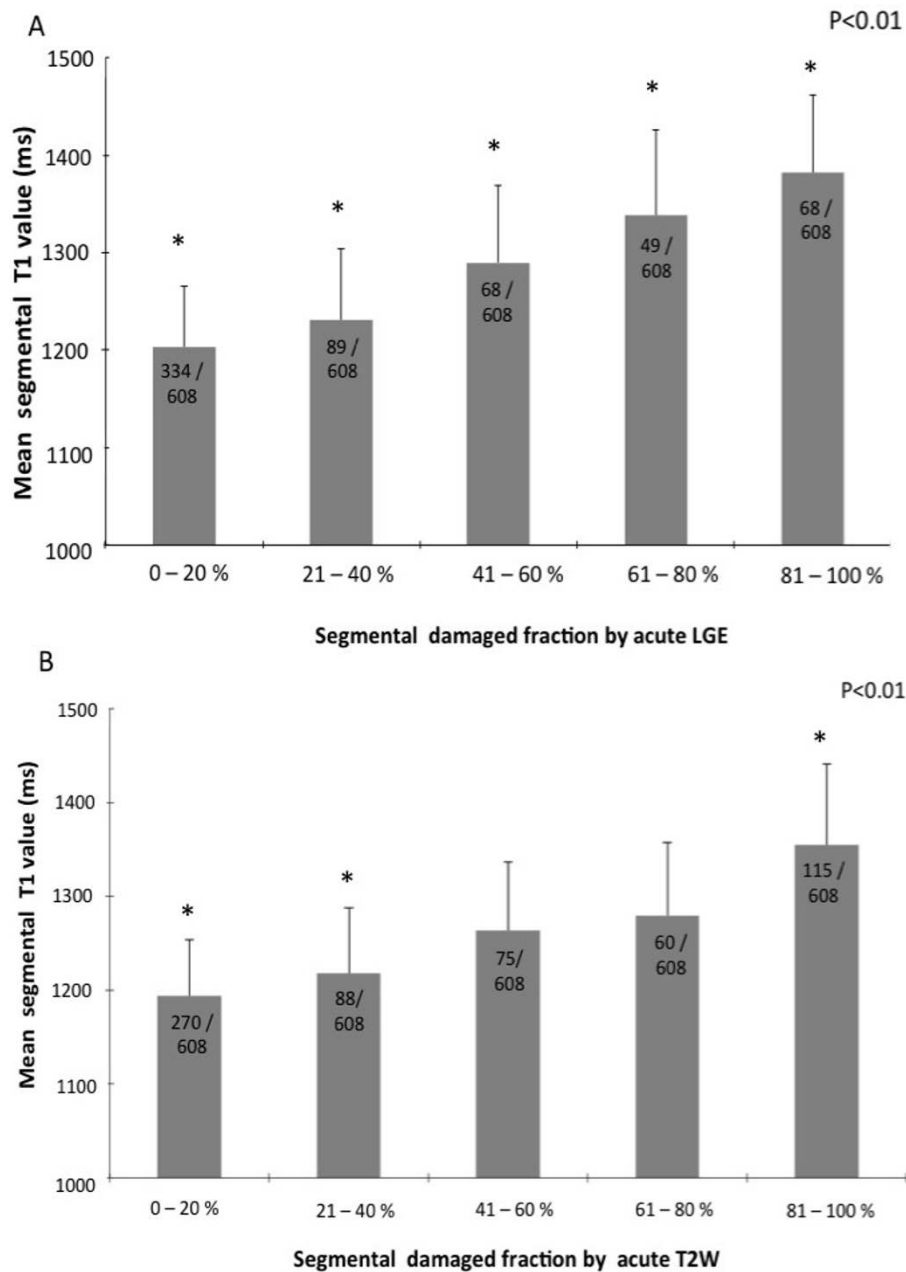 A
P<0.01
Mean segmental T1 value (ms)
1500
1400
1300
1200
1100
1000
*
*
*
*
*
334 /
608
89 /
608
68 /
608
49 /
608
68 /
608
0 – 20 %
21 – 40 %
41 – 60 %
61 – 80 %
81 – 100 %
Segmental damaged fraction by acute LGE
B
P<0.01
Mean segmental T1 value (ms)
1500
1400
1300
1200
1100
1000
*
*
*
270 /
608
88/
608
75/
608
60 /
608
115 /
608
0 – 20 %
21 – 40 %
41 – 60 %
61 – 80 %
81 – 100 %
Segmental damaged fraction by acute T2W